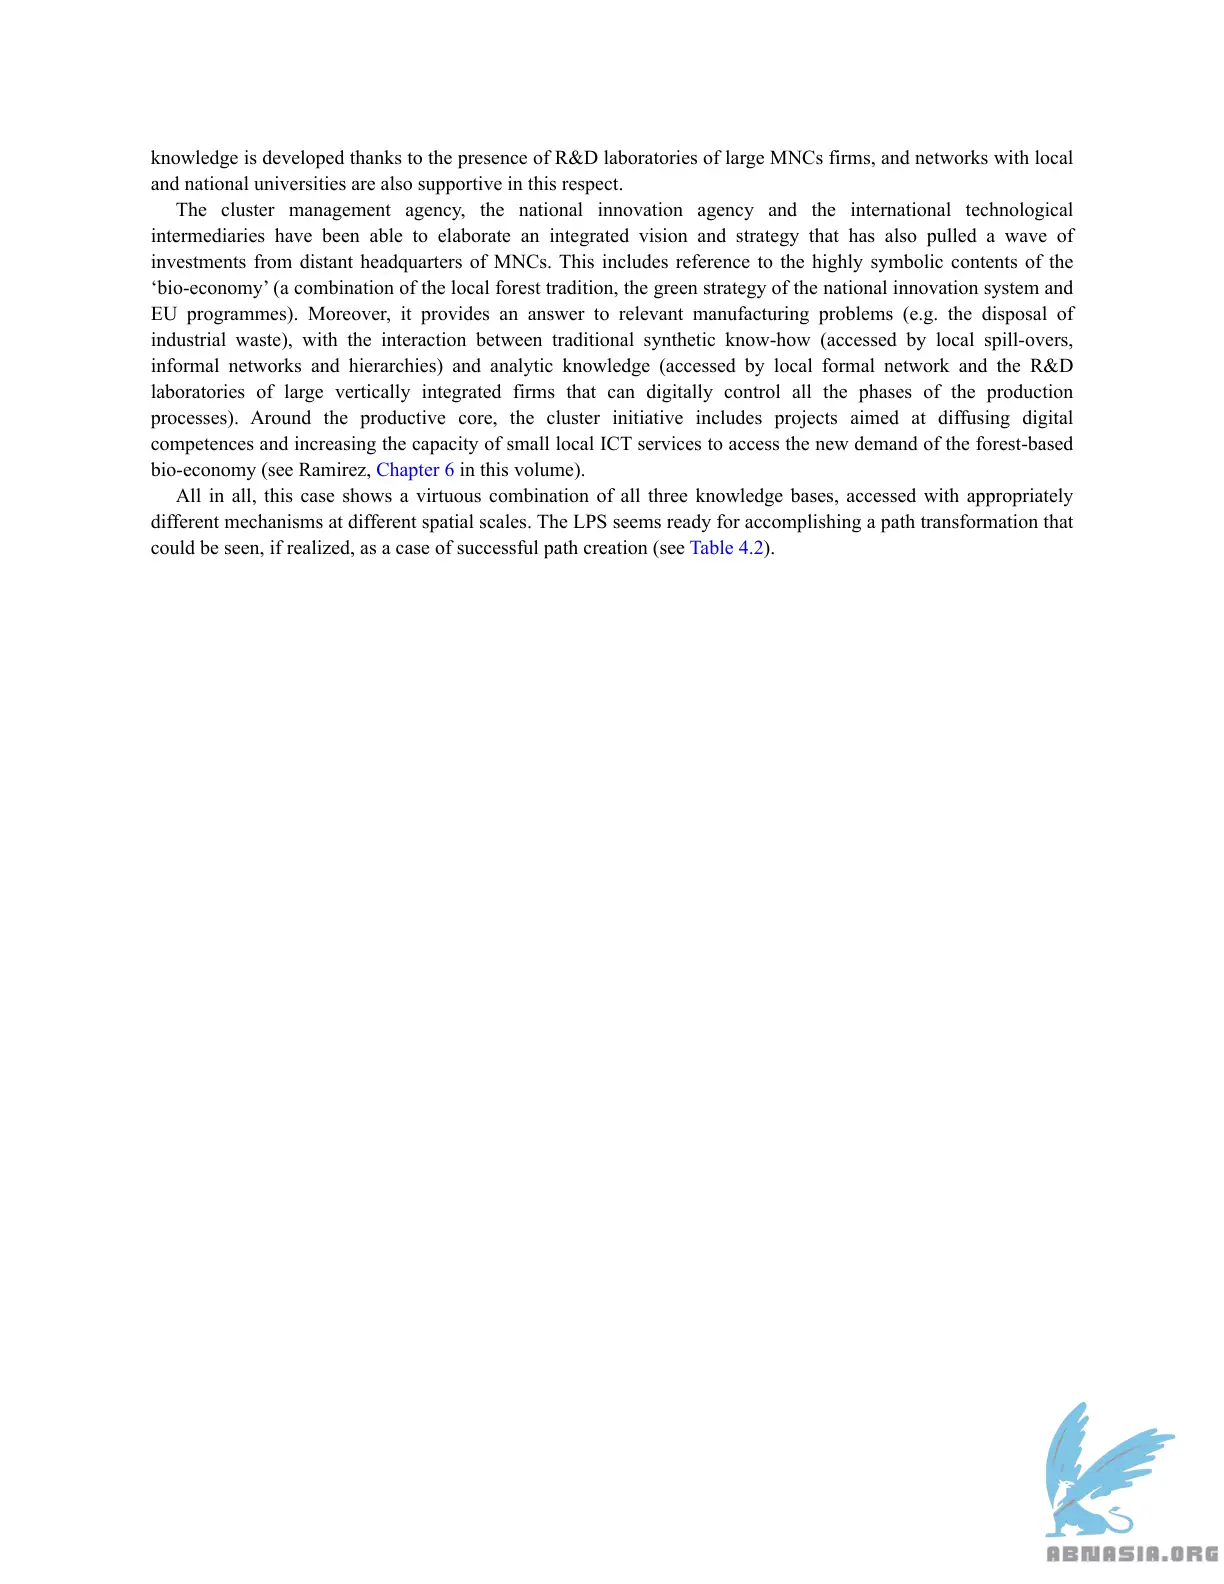 knowledge is developed thanks to the presence of R&D laboratories of large MNCs firms, and networks with local
and national universities are also supportive in this respect.
The cluster management agency, the national innovation agency and the international technological
intermediaries have been able to elaborate an integrated vision and strategy that has also pulled a wave of
investments from distant headquarters of MNCs. This includes reference to the highly symbolic contents of the
‘bio-economy’ (a combination of the local forest tradition, the green strategy of the national innovation system and
EU programmes). Moreover, it provides an answer to relevant manufacturing problems (e.g. the disposal of
industrial waste), with the interaction between traditional synthetic know-how (accessed by local spill-overs,
informal networks and hierarchies) and analytic knowledge (accessed by local formal network and the R&D
laboratories of large vertically integrated firms that can digitally control all the phases of the production
processes). Around the productive core, the cluster initiative includes projects aimed at diffusing digital
competences and increasing the capacity of small local ICT services to access the new demand of the forest-based
bio-economy (see Ramirez, Chapter 6 in this volume).
All in all, this case shows a virtuous combination of all three knowledge bases, accessed with appropriately
different mechanisms at different spatial scales. The LPS seems ready for accomplishing a path transformation that
could be seen, if realized, as a case of successful path creation (see Table 4.2).
ABNASIA.ORG